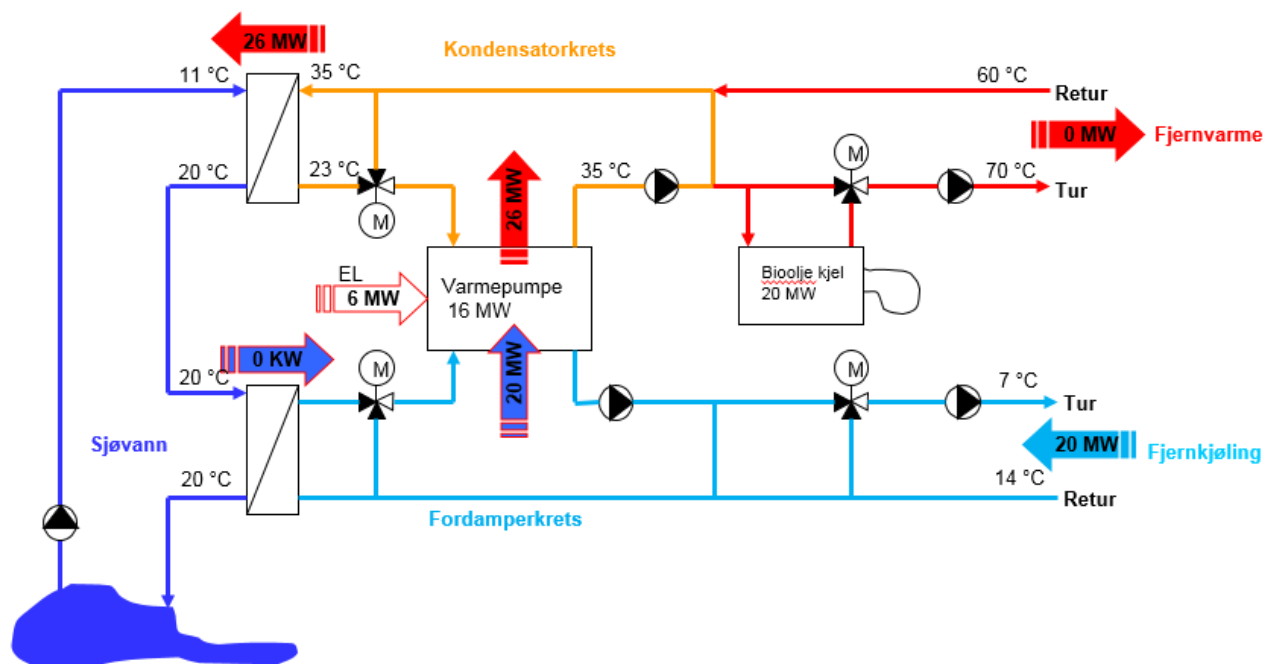 26 MW
Kondensatorkrets
11 °C
35 °C
60 °C
Retur
0 MW
Fjernvarme
M
20 °C
23 °C
35 °C
70 °C
Tur
M
26 MW
EL
6 MW
Varmepumpe
16 MW
Bioolje kjel
20 MW
0 KW
20 MW
M
M
20 °C
7 °C
Tur
Sjøvann
20 MW
Fjernkjøling
20 °C
14 °C
Retur
Fordamperkrets